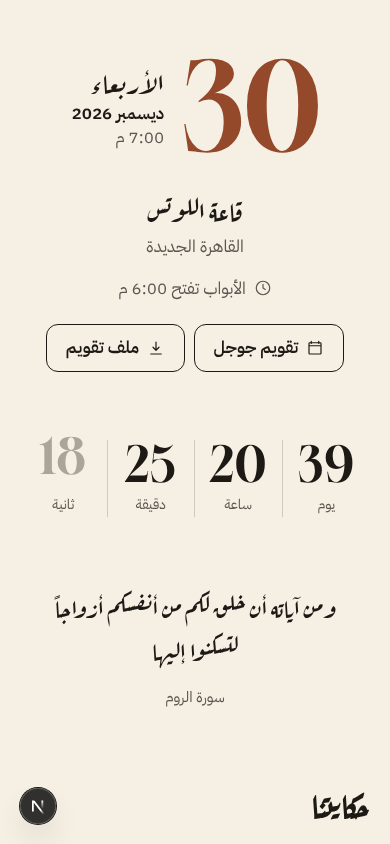 30
الأربعاء
ديسمبر 2026
7:00 م
قاعة اللوتس
القاهرة الجديدة
الأبواب تفتح 6:00 م
تقويم جوجل
ملف تقويم
39
20
25
18
يوم
ساعة
دقيقة
ثانية
ومن آياته أن خلق لكم من أنفسكم أزواجاً
لتسكنوا إليها
سورة الروم
حكايتنا
N